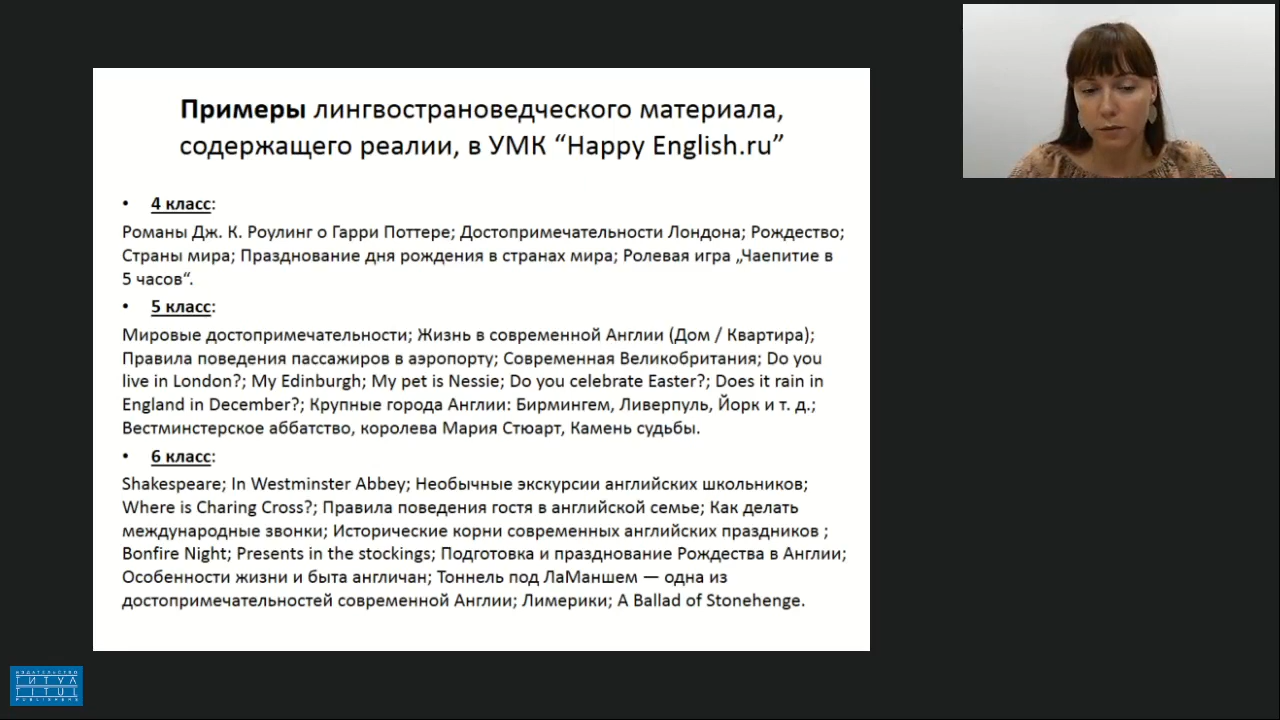 Примеры лингвострановедческого материала,
содержащего реалии, в УМК “Happy English.ru”
• 4 класс:
Романы Дж. К. Роулинг о Гарри Поттере; Достопримечательности Лондона; Рождество;
Страны мира; Празднование дня рождения в странах мира; Ролевая игра „Чаепитие в
5 часов“.
• 5 класс:
Мировые достопримечательности; Жизнь в современной Англии (Дом / Квартира);
Правила поведения пассажиров в аэропорту; Современная Великобритания; Do you
live in London?; My Edinburgh; My pet is Nessie; Do you celebrate Easter?; Does it rain in
England in December?; Крупные города Англии: Бирмингем, Ливерпуль, Йорк и т. д.;
Вестминстерское аббатство, королева Мария Стюарт, Камень судьбы.
• 6 класс:
Shakespeare; In Westminster Abbey; Необычные экскурсии английских школьников;
Where is Charing Cross?; Правила поведения гостя в английской семье; Как делать
международные звонки; Исторические корни современных английских праздников ;
Bonfire Night; Presents in the stockings; Подготовка и празднование Рождества в Англии;
Особенности жизни и быта англичан; Тоннель под ЛаМаншем — одна из
достопримечательностей современной Англии; Лимерики; A Ballad of Stonehenge.
ИЗДАТЕЛЬСТВО
ТИТУЛ
TITUL
PUBLISHERS